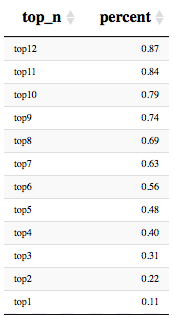 top_n percent
top12 0.87
top11 0.84
top10 0.79
top9 0.74
top8 0.69
top7 0.63
top6 0.56
top5 0.48
top4 0.40
top3 0.31
top2 0.22
top1 0.11